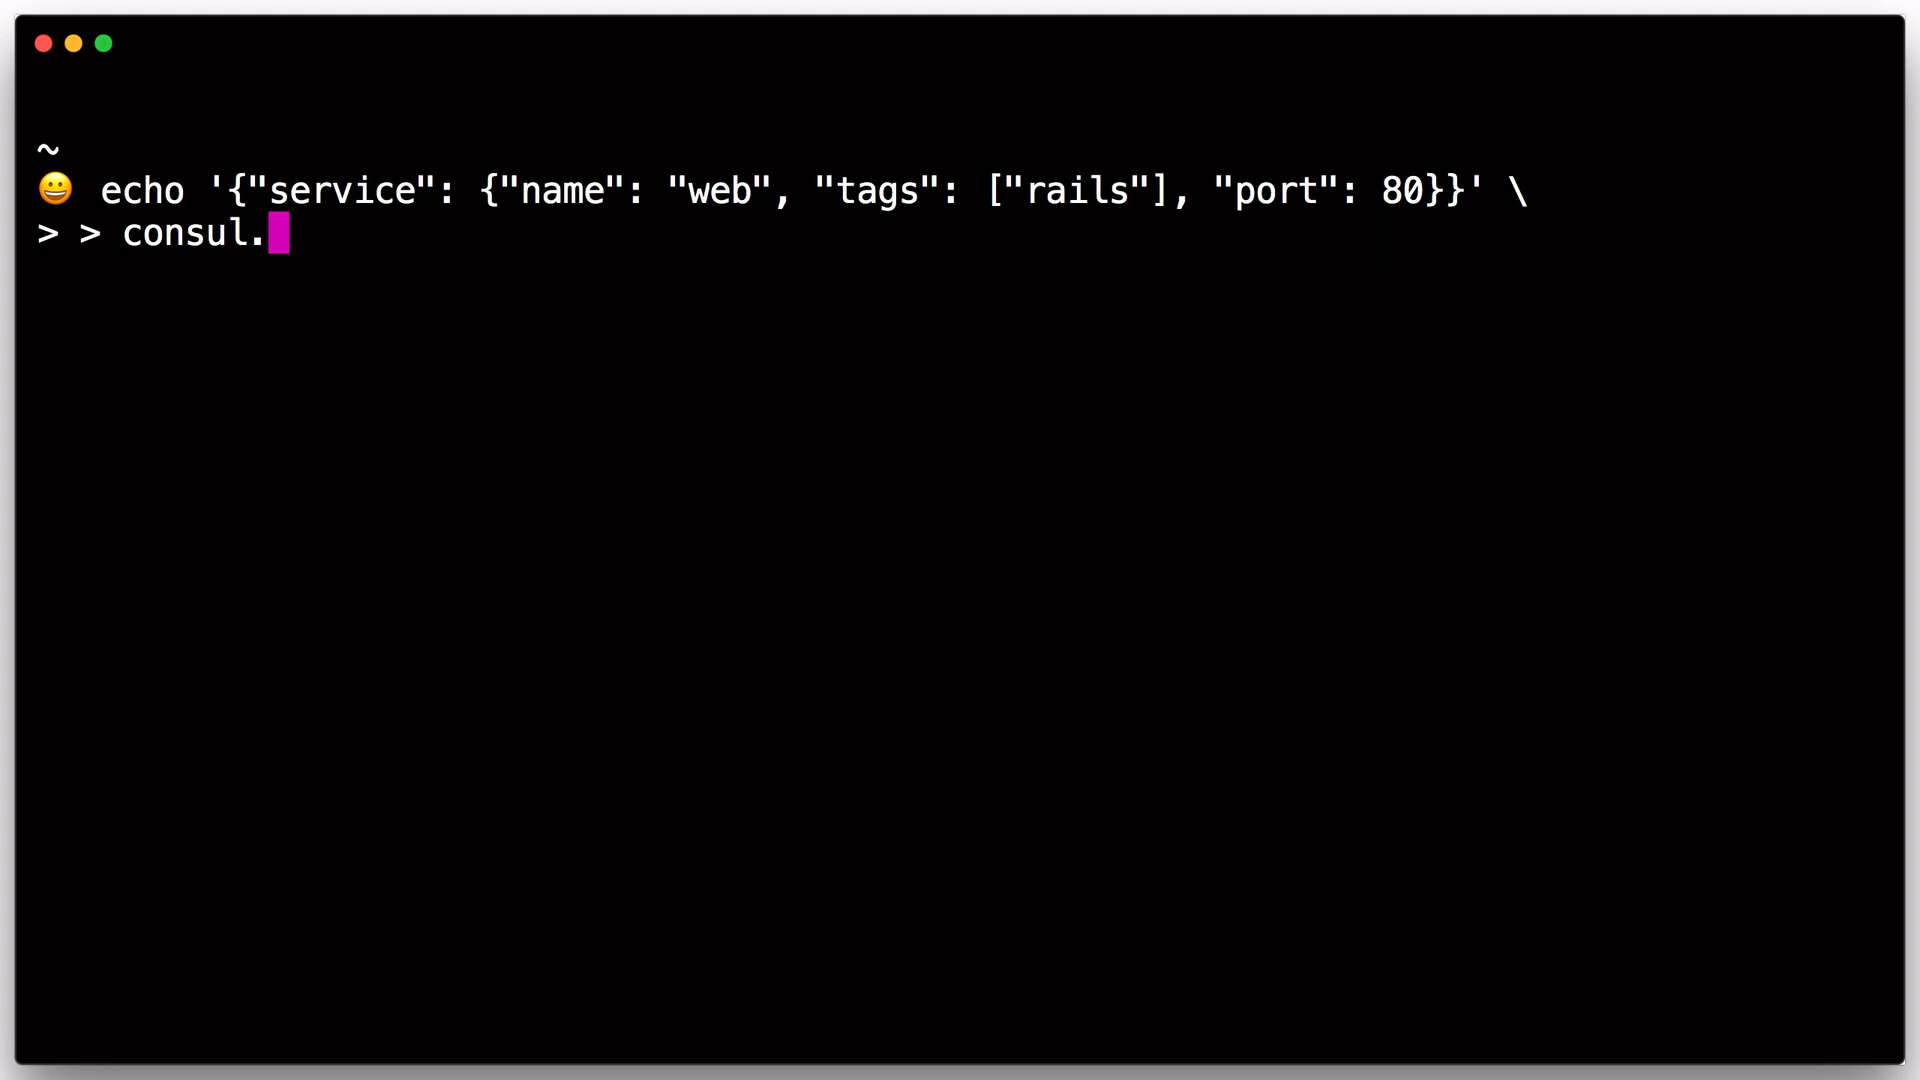 ~
😀 echo '{"service": {"name": "web", "tags": ["rails"], "port": 80}}' \
> > consul.